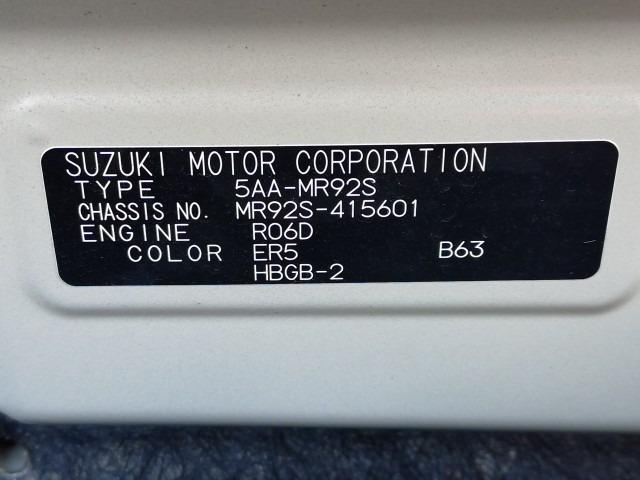 SUZUKI MOTOR CORPORATION
TYPE 5AA-MR92S
CHASSIS NO. MR92S-415601
ENGINE R06D
COLOR ER5 B63
HBGB-2